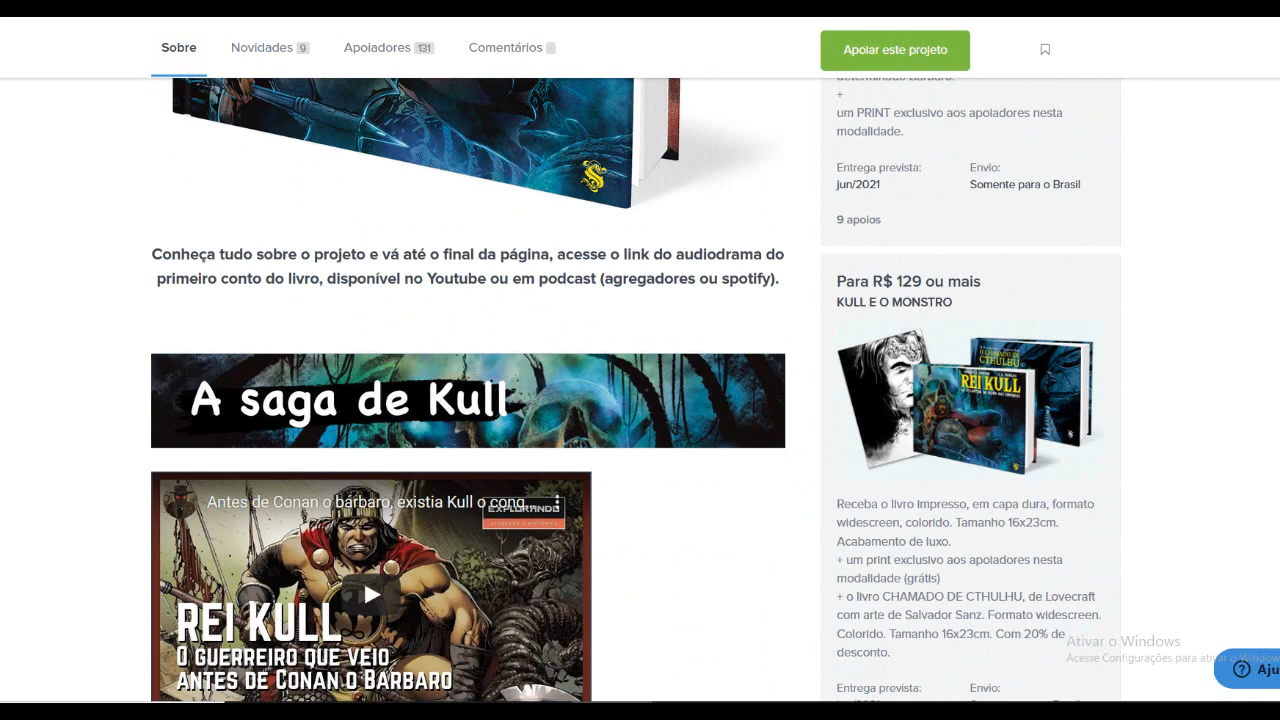 Sobre
Novidades 9
Apoiadores 131
Comentários
Apoiar este projeto
determinado Bárbaro.
+
um PRINT exclusivo aos apoiadores nesta
modalidade.
Entrega prevista:
jun/2021
Envio:
Somente para o Brasil
9 apoios
Conheça tudo sobre o projeto e vá até o final da página, acesse o link do audiodrama do
primeiro conto do livro, disponível no Youtube ou em podcast (agregadores ou spotify).
A saga de Kull
Antes de Conan o bárbaro, existia Kull o conq...
EXPLORANDO
REI KULL
O GUERREIRO QUE VEIO
ANTES DE CONAN O BÁRBARO
Para R$ 129 ou mais
KULL E O MONSTRO
O CHAMADO DE
CTHULHU
REI KULL
Receba o livro impresso, em capa dura, formato
widescreen, colorido. Tamanho 16x23cm.
Acabamento de luxo.
+ um print exclusivo aos apoiadores nesta
modalidade (grátis)
+ o livro CHAMADO DE CTHULHU, de Lovecraft
com arte de Salvador Sanz. Formato widescreen.
Colorido. Tamanho 16x23cm. Com 20% de
desconto.
Entrega prevista:
Envio:
Ativar o Windows
Acesse Configurações para ativar o Windows
Aju